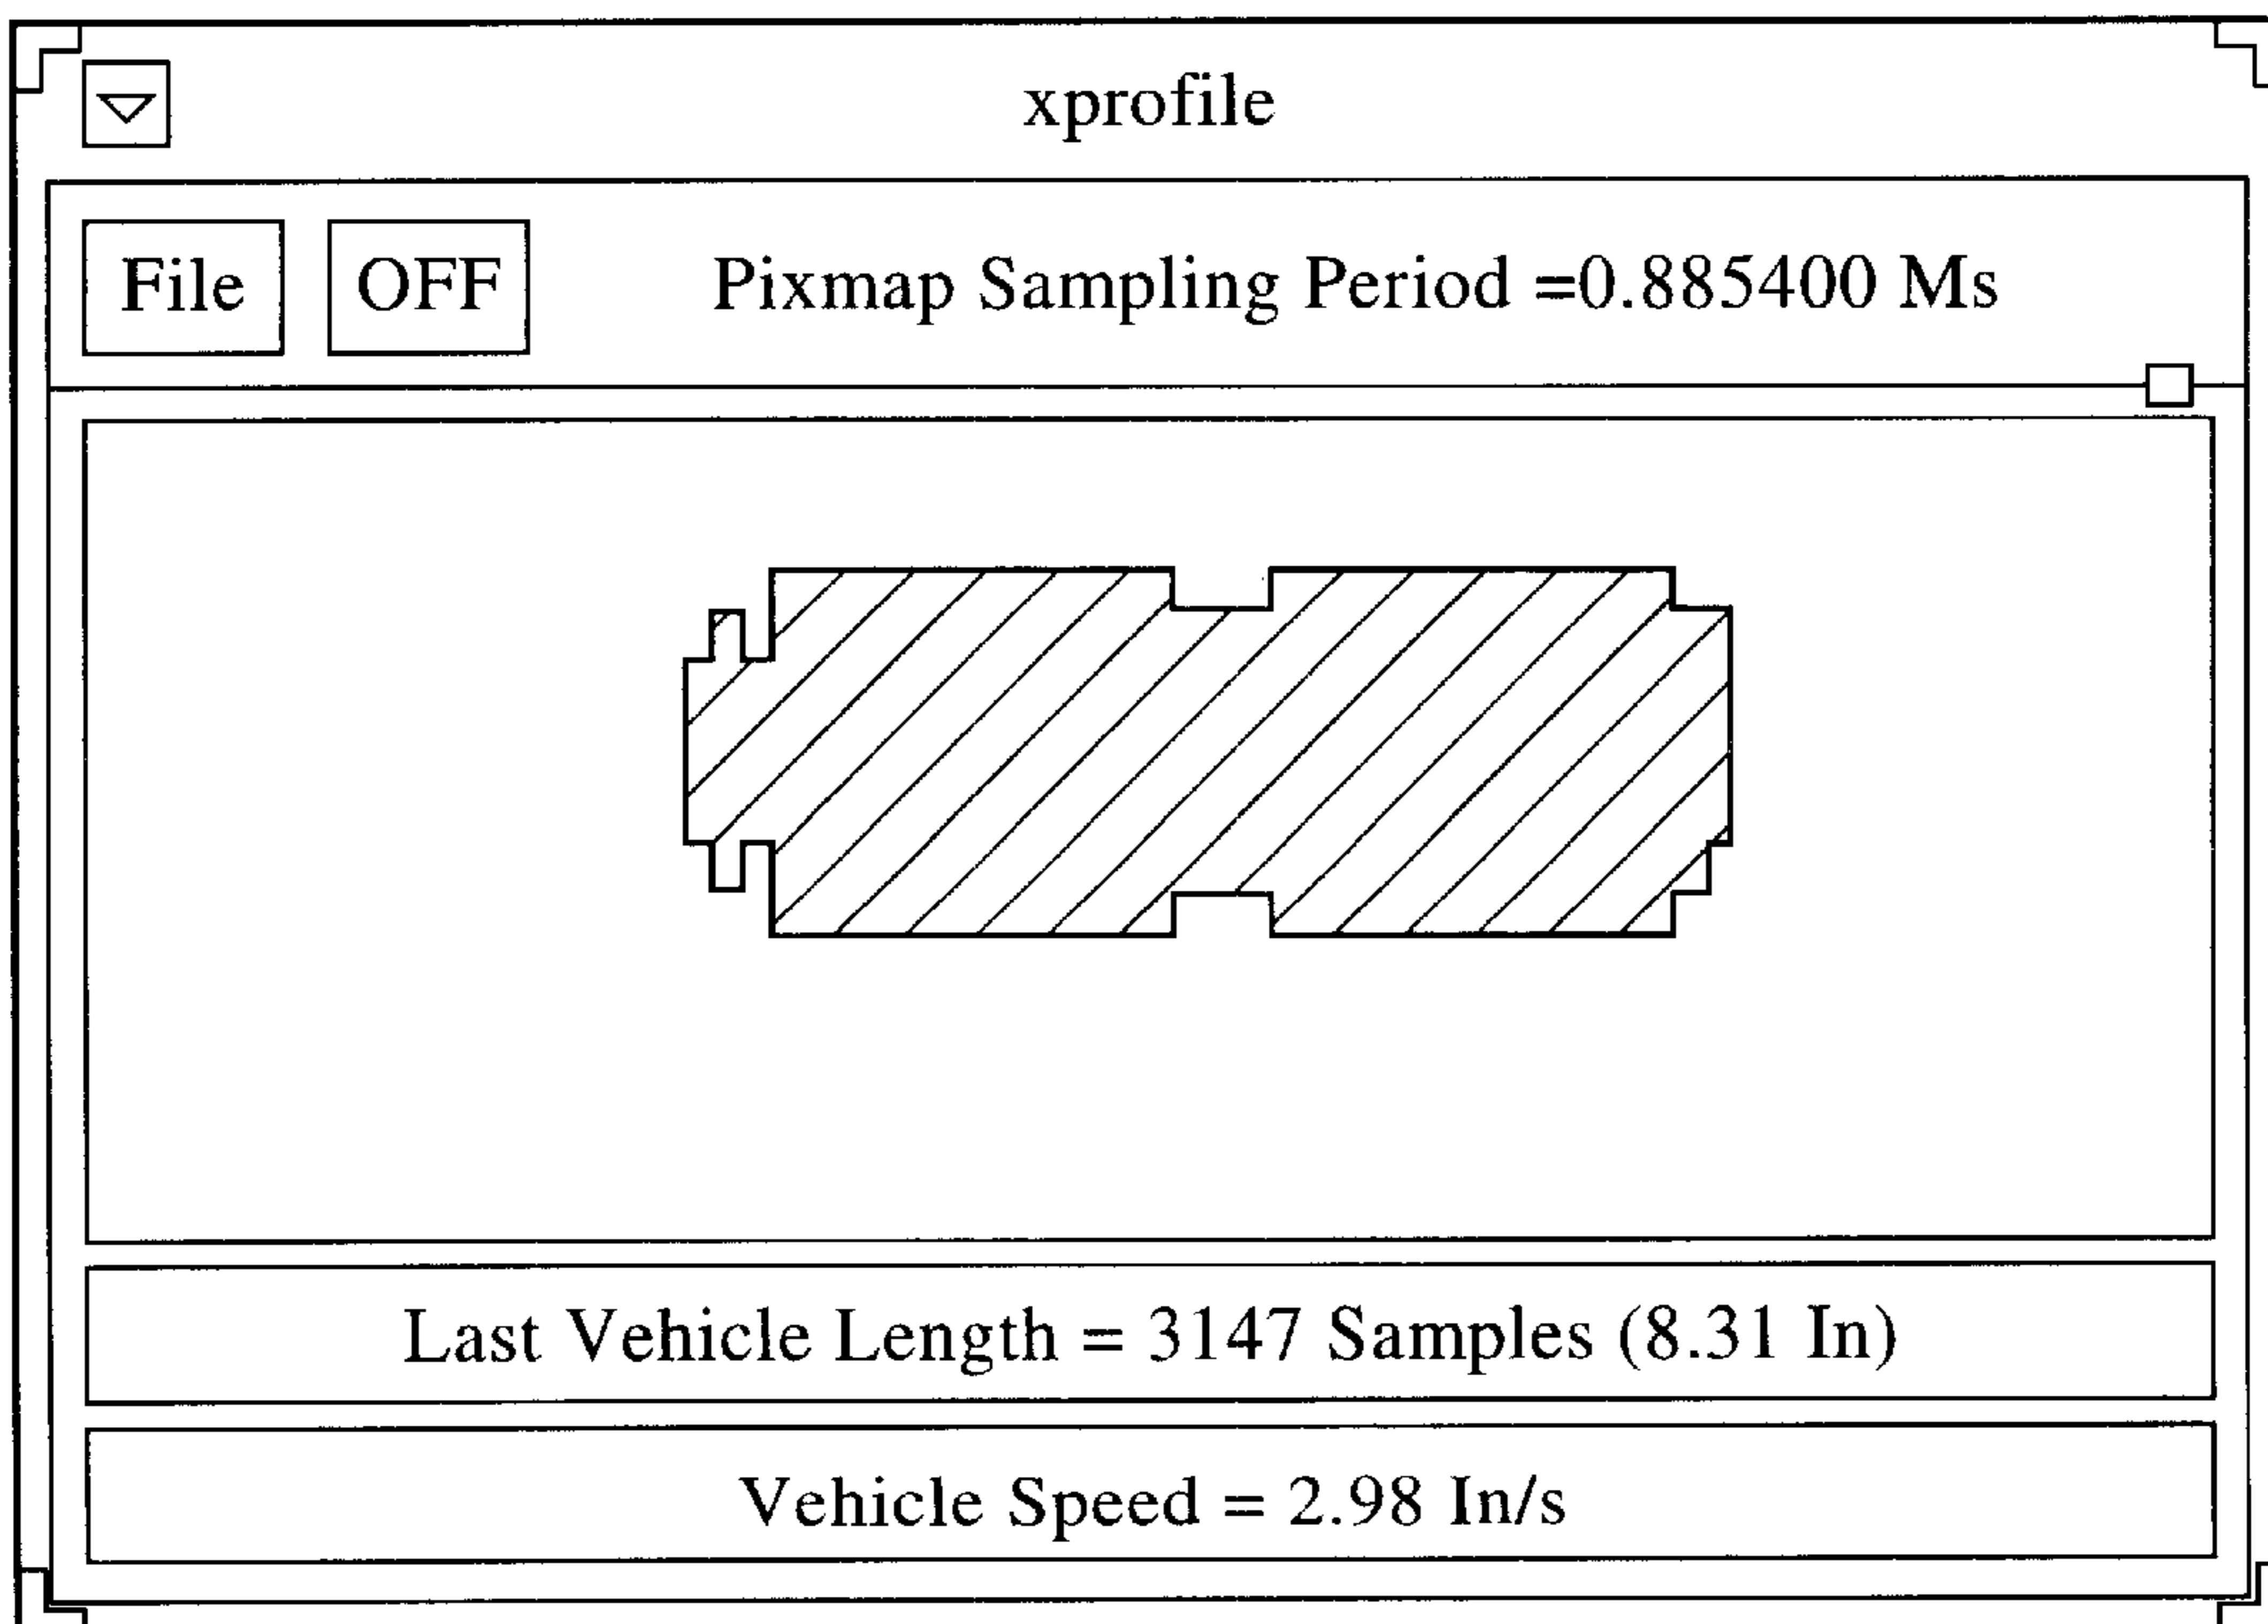 xprofile
File OFF Pixmap Sampling Period =0.885400 Ms
Last Vehicle Length = 3147 Samples (8.31 In)
Vehicle Speed = 2.98 In/s